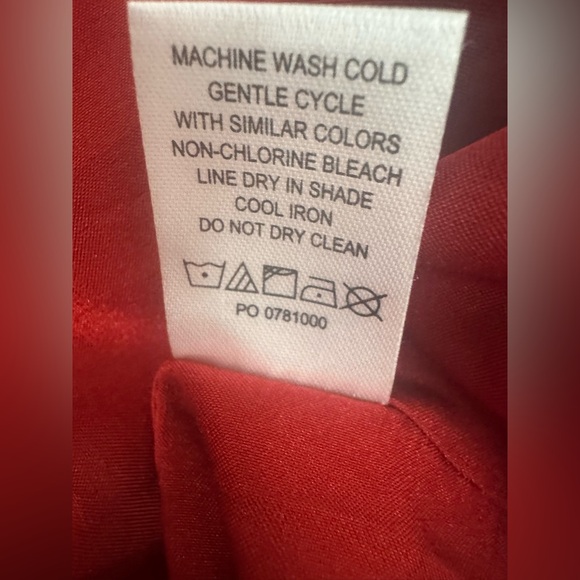 MACHINE WASH COLD
GENTLE CYCLE
WITH SIMILAR COLORS
NON-CHLORINE BLEACH
LINE DRY IN SHADE
COOL IRON
DO NOT DRY CLEAN
PO 0781000